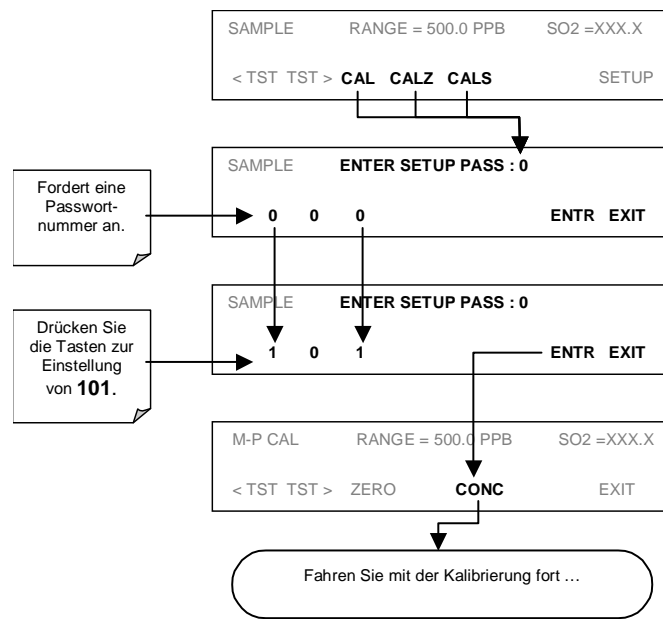 SAMPLE RANGE = 500.0 PPB SO2 =XXX.X
< TST TST > CAL CALZ CALS SETUP
SAMPLE ENTER SETUP PASS : 0
Fordert eine
Passwort-
nummer an.
0 0 0 ENTR EXIT
SAMPLE ENTER SETUP PASS : 0
Drücken Sie
die Tasten zur
Einstellung
von 101.
1 0 1 ENTR EXIT
M-P CAL RANGE = 500.0 PPB SO2 =XXX.X
< TST TST > ZERO CONC EXIT
Fahren Sie mit der Kalibrierung fort ...